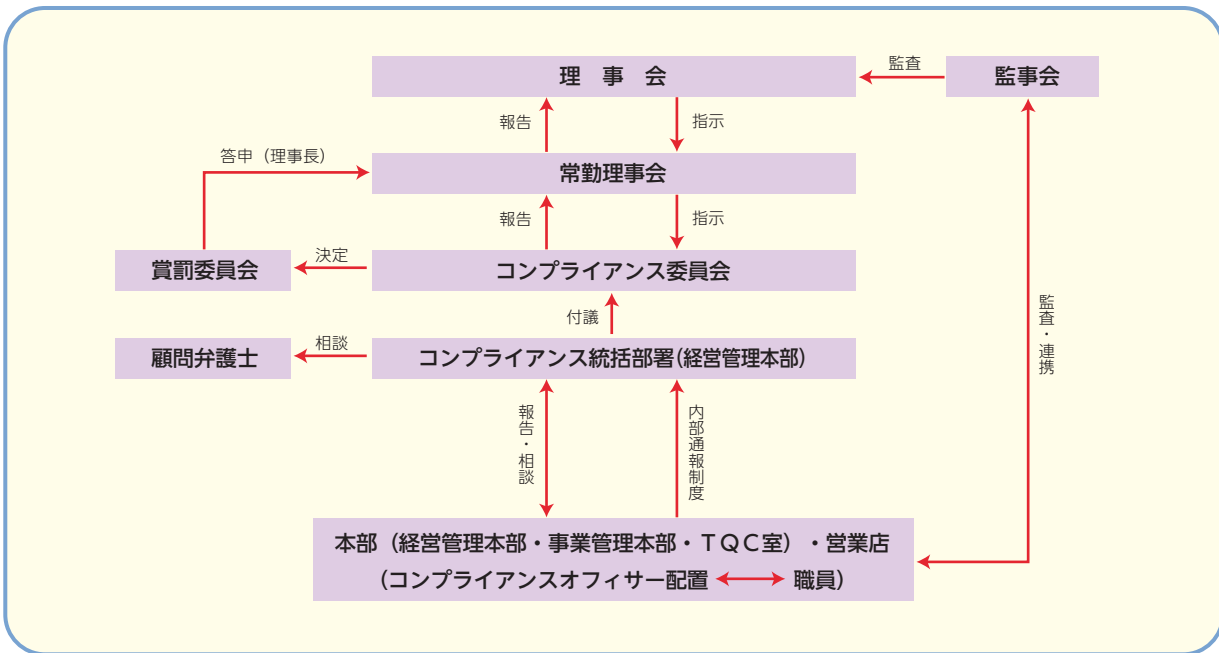 理　事　会
監査
監事会
報告
指示
答申（理事長）
常勤理事会
報告
指示
賞罰委員会
決定
コンプライアンス委員会
付議
監査・連携
顧問弁護士
相談
コンプライアンス統括部署(経営管理本部)
報告・相談
内部通報制度
本部（経営管理本部・事業管理本部・ＴＱＣ室）・営業店
（コンプライアンスオフィサー配置
職員）